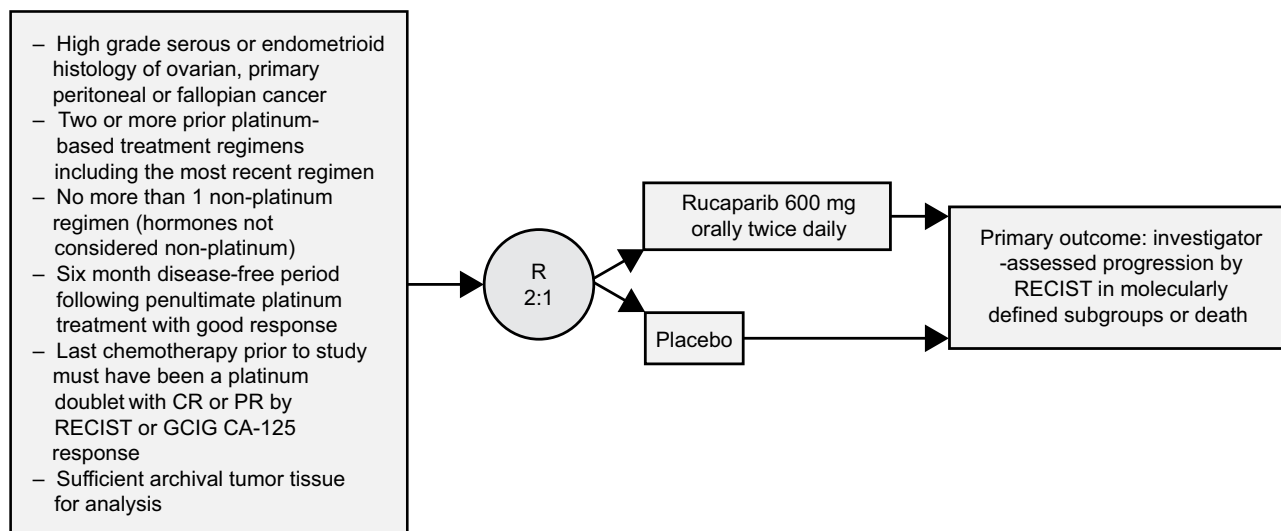 – High grade serous or endometrioid
histology of ovarian, primary
peritoneal or fallopian cancer
– Two or more prior platinum-
based treatment regimens
including the most recent regimen
– No more than 1 non-platinum
regimen (hormones not
considered non-platinum)
– Six month disease-free period
following penultimate platinum
treatment with good response
– Last chemotherapy prior to study
must have been a platinum
doublet with CR or PR by
RECIST or GCIG CA-125
response
– Sufficient archival tumor tissue
for analysis
R
2:1
Rucaparib 600 mg
orally twice daily
Placebo
Primary outcome: investigator
-assessed progression by
RECIST in molecularly
defined subgroups or death